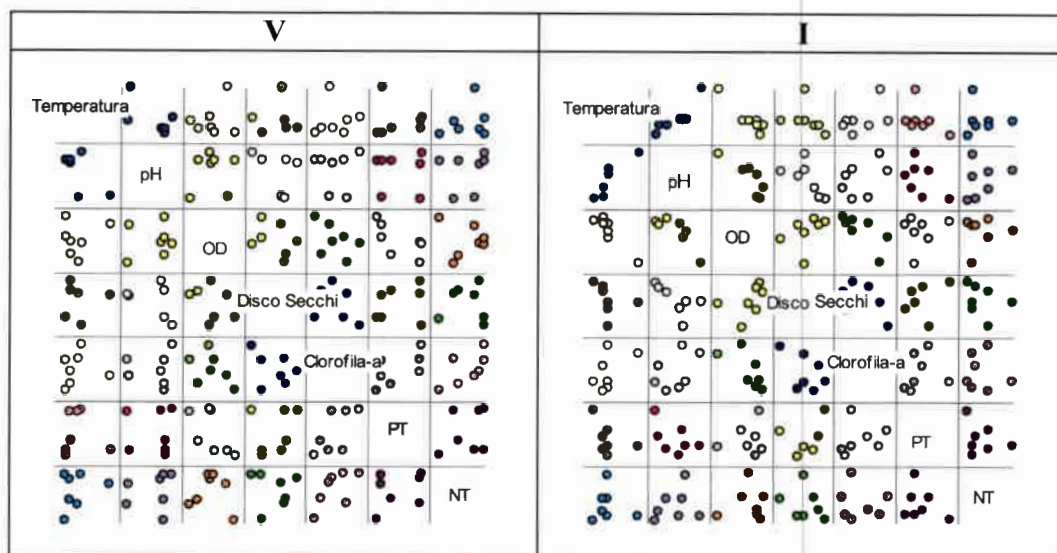 V
I
Temperatura
pH
OD
Disco Secchi
Clorofila-a
PT
NT
Temperatura
pH
OD
Disco Secchi
Clorofila-a
PT
NT